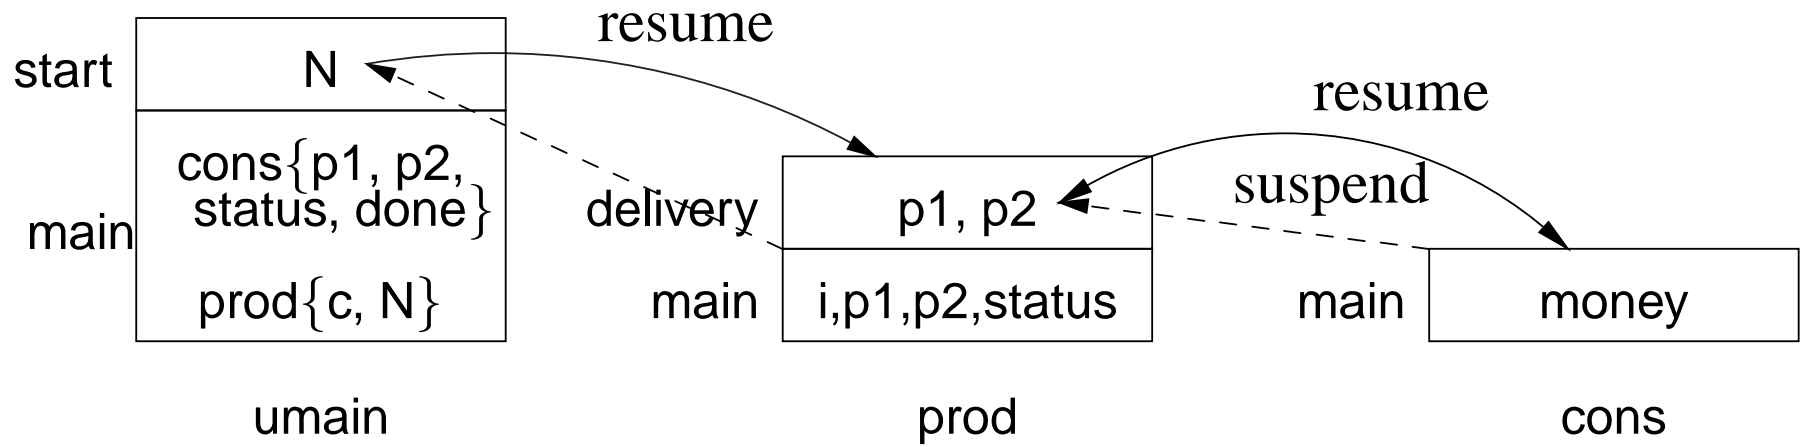 resume
start
N
resume
cons{p1, p2,
status, done}
suspend
delivery
p1, p2
main
prod{c, N}
main
i,p1,p2,status
main
money
umain
prod
cons